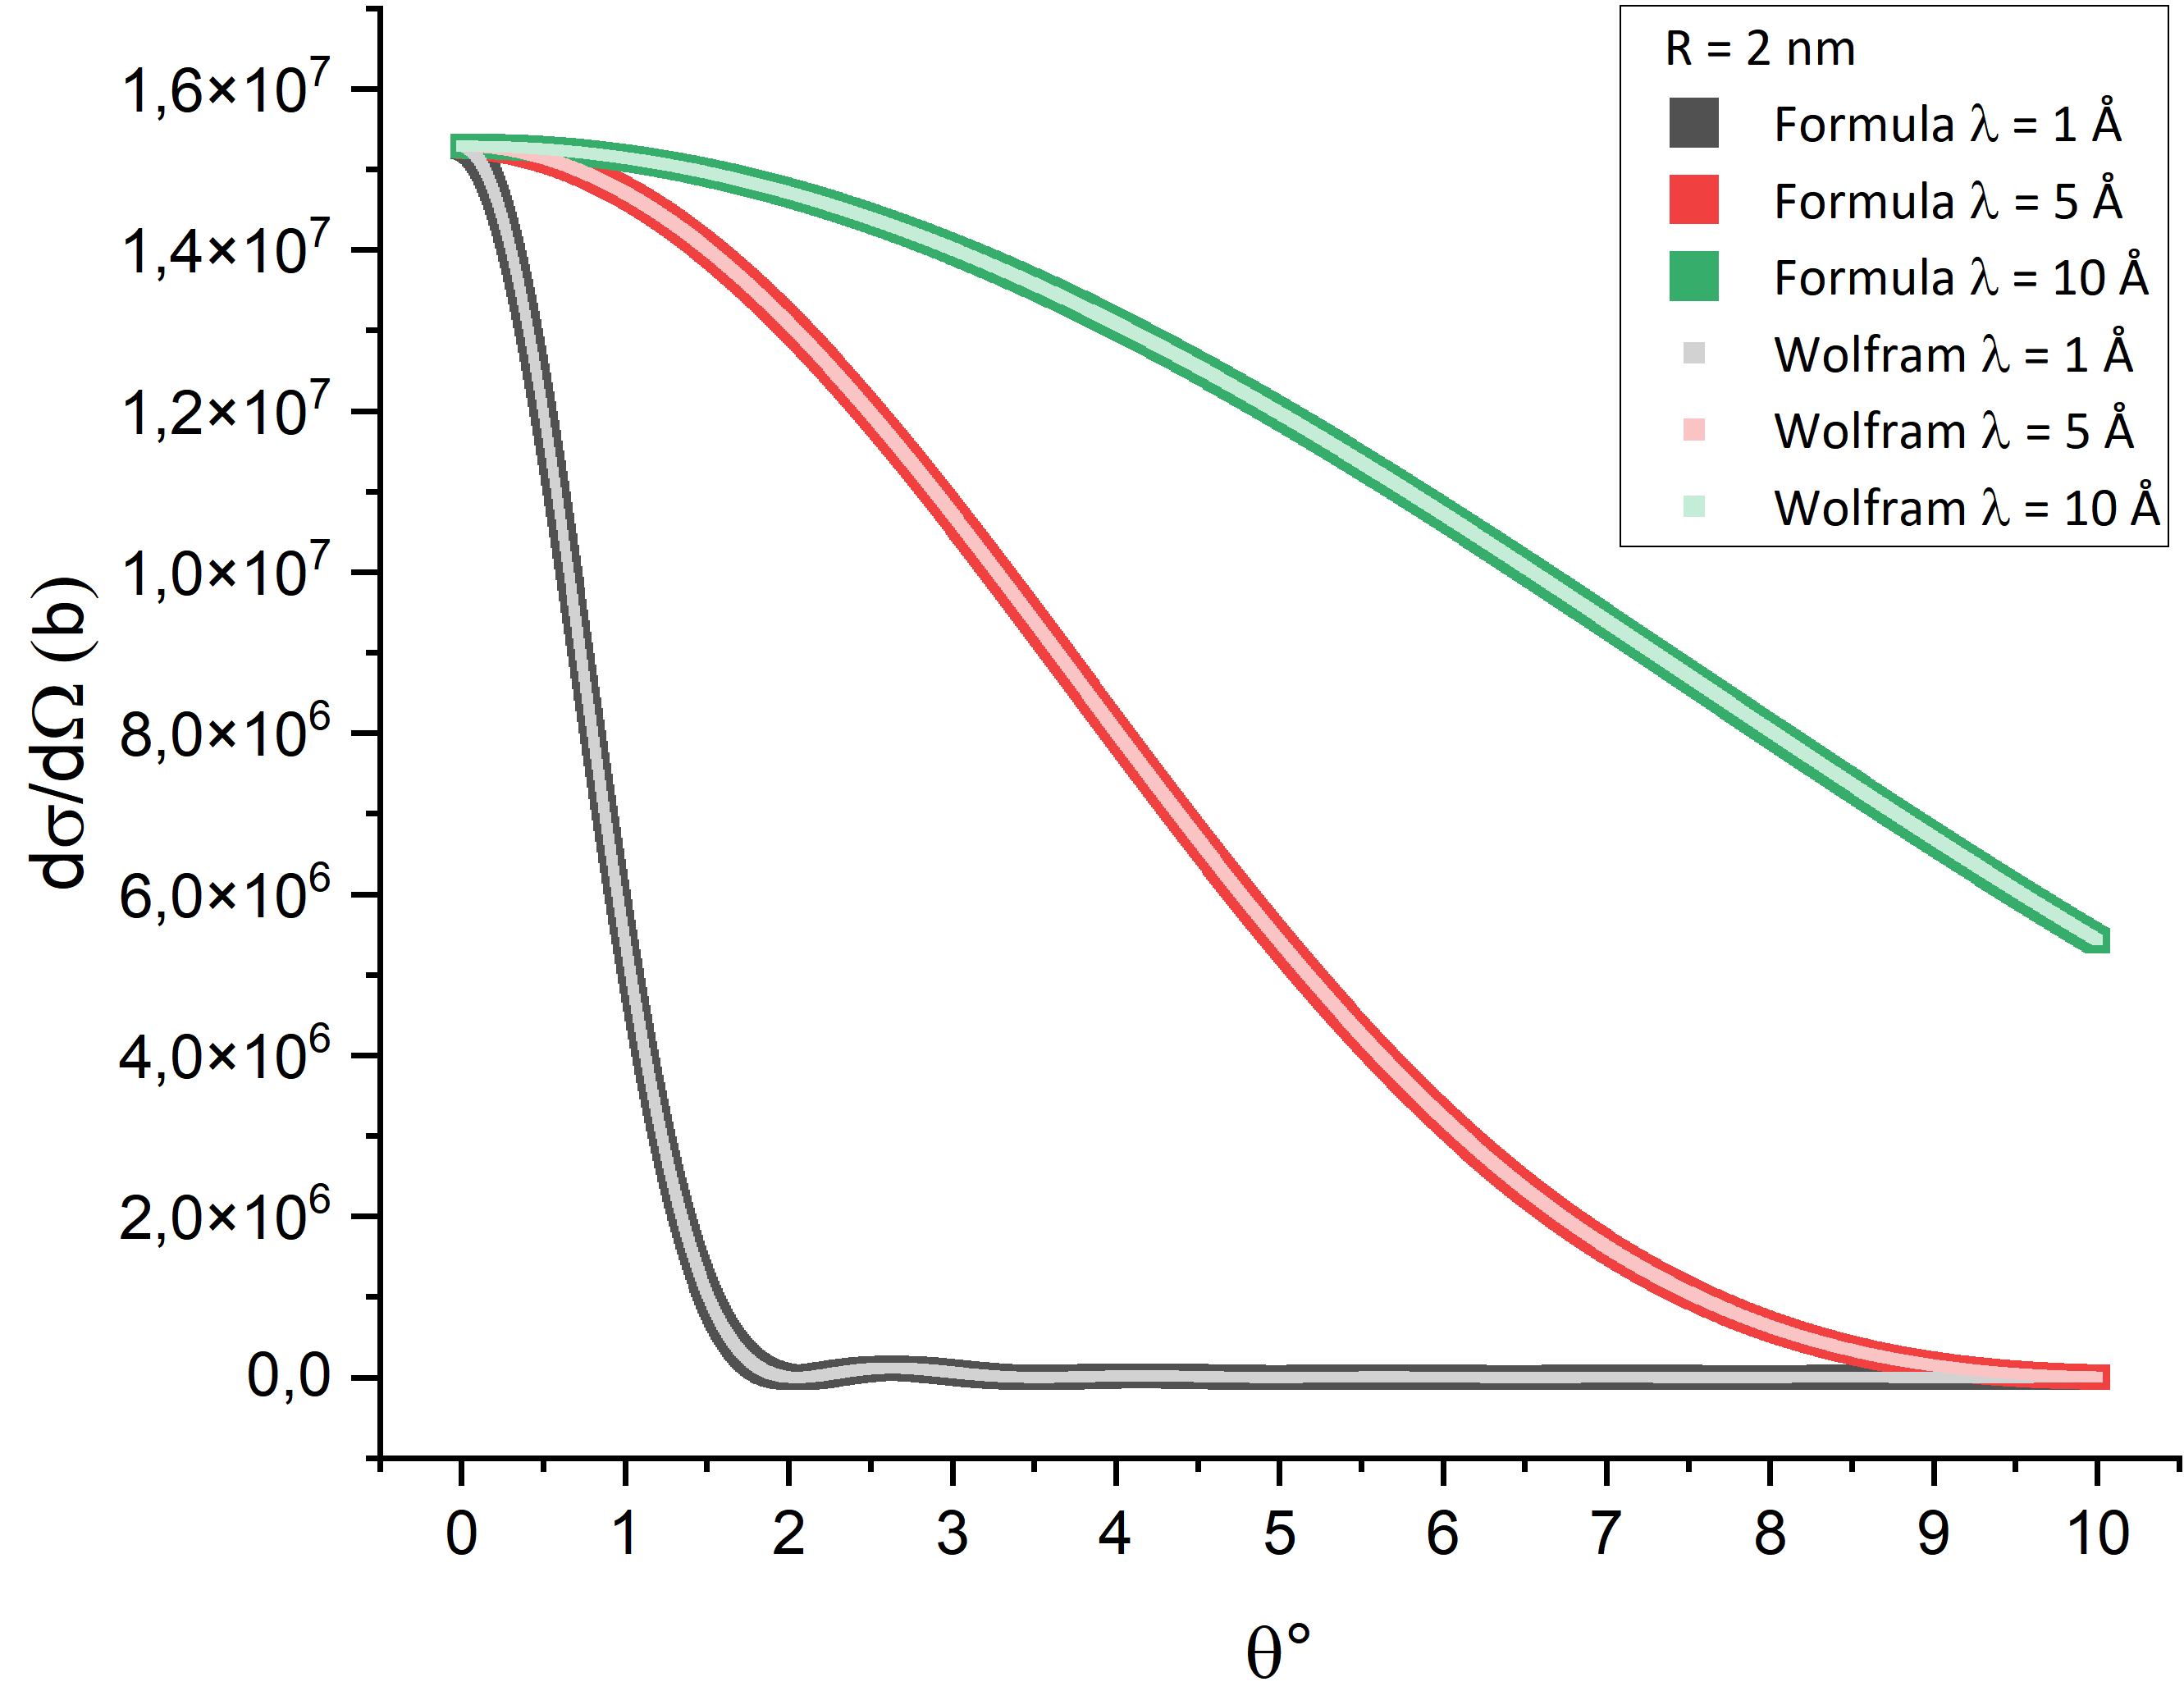 R = 2 nm
Formula λ = 1 Å
Formula λ = 5 Å
Formula λ = 10 Å
Wolfram λ = 1 Å
Wolfram λ = 5 Å
Wolfram λ = 10 Å
dσ/dΩ (b)
1,6×10⁷
1,4×10⁷
1,2×10⁷
1,0×10⁷
8,0×10⁶
6,0×10⁶
4,0×10⁶
2,0×10⁶
0,0
0 1 2 3 4 5 6 7 8 9 10
θ°